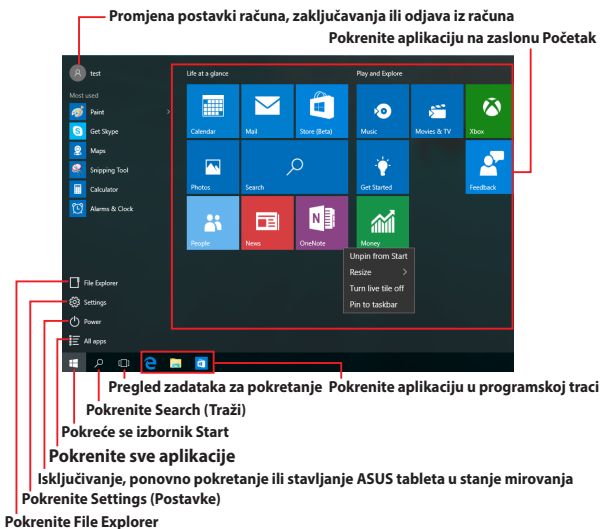 Promjena postavki računa, zaključavanja ili odjava iz računa
Pokrenite aplikaciju na zaslonu Početak
test
Most used
Paint
Get Skype
Maps
Snipping Tool
Calculator
Alarms & Clock
File Explorer
Settings
Power
All apps
Life at a glance
Calendar
Mail
Store (Beta)
Photos
Search
People
News
OneNote
Play and Explore
Music
Movies & TV
Xbox
Get Started
Feedback
Money
Unpin from Start
Resize
Turn live tile off
Pin to taskbar
Pregled zadataka za pokretanje
Pokrenite aplikaciju u programskoj traci
Pokrenite Search (Traži)
Pokreće se izbornik Start
Pokrenite sve aplikacije
Isključivanje, ponovno pokretanje ili stavljanje ASUS tableta u stanje mirovanja
Pokrenite Settings (Postavke)
Pokrenite File Explorer